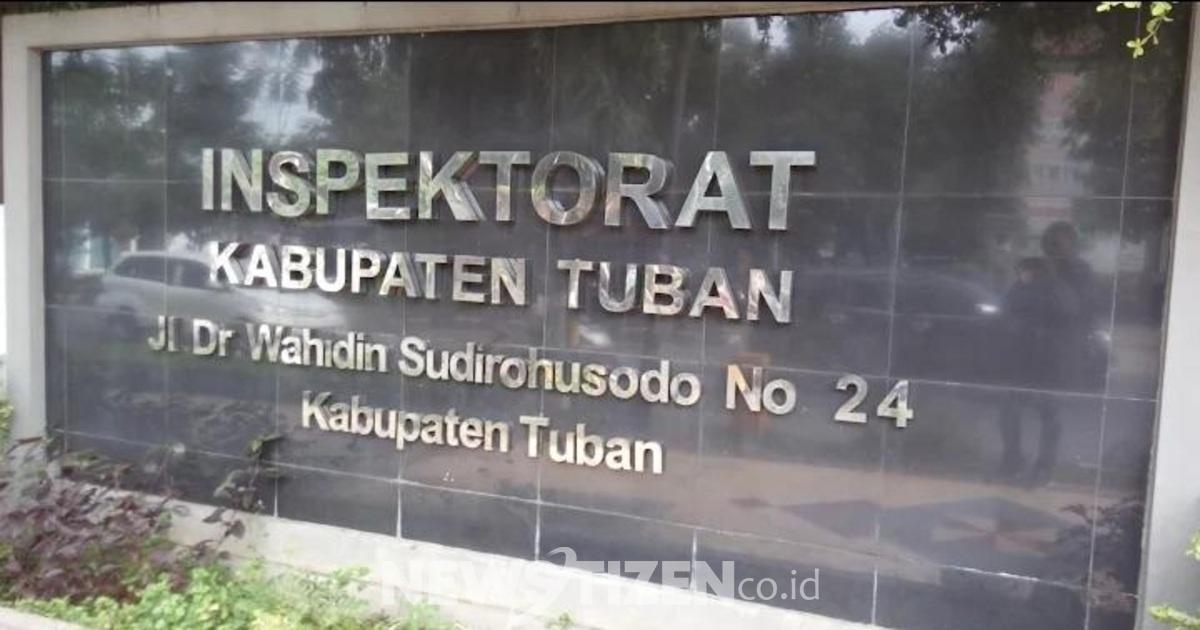 INSPEKTORAT
KABUPATEN TUBAN
Jl. Dr Wahidin Sudirohusodo No 24
Kabupaten Tuban
NEWSTIZEN.co.id